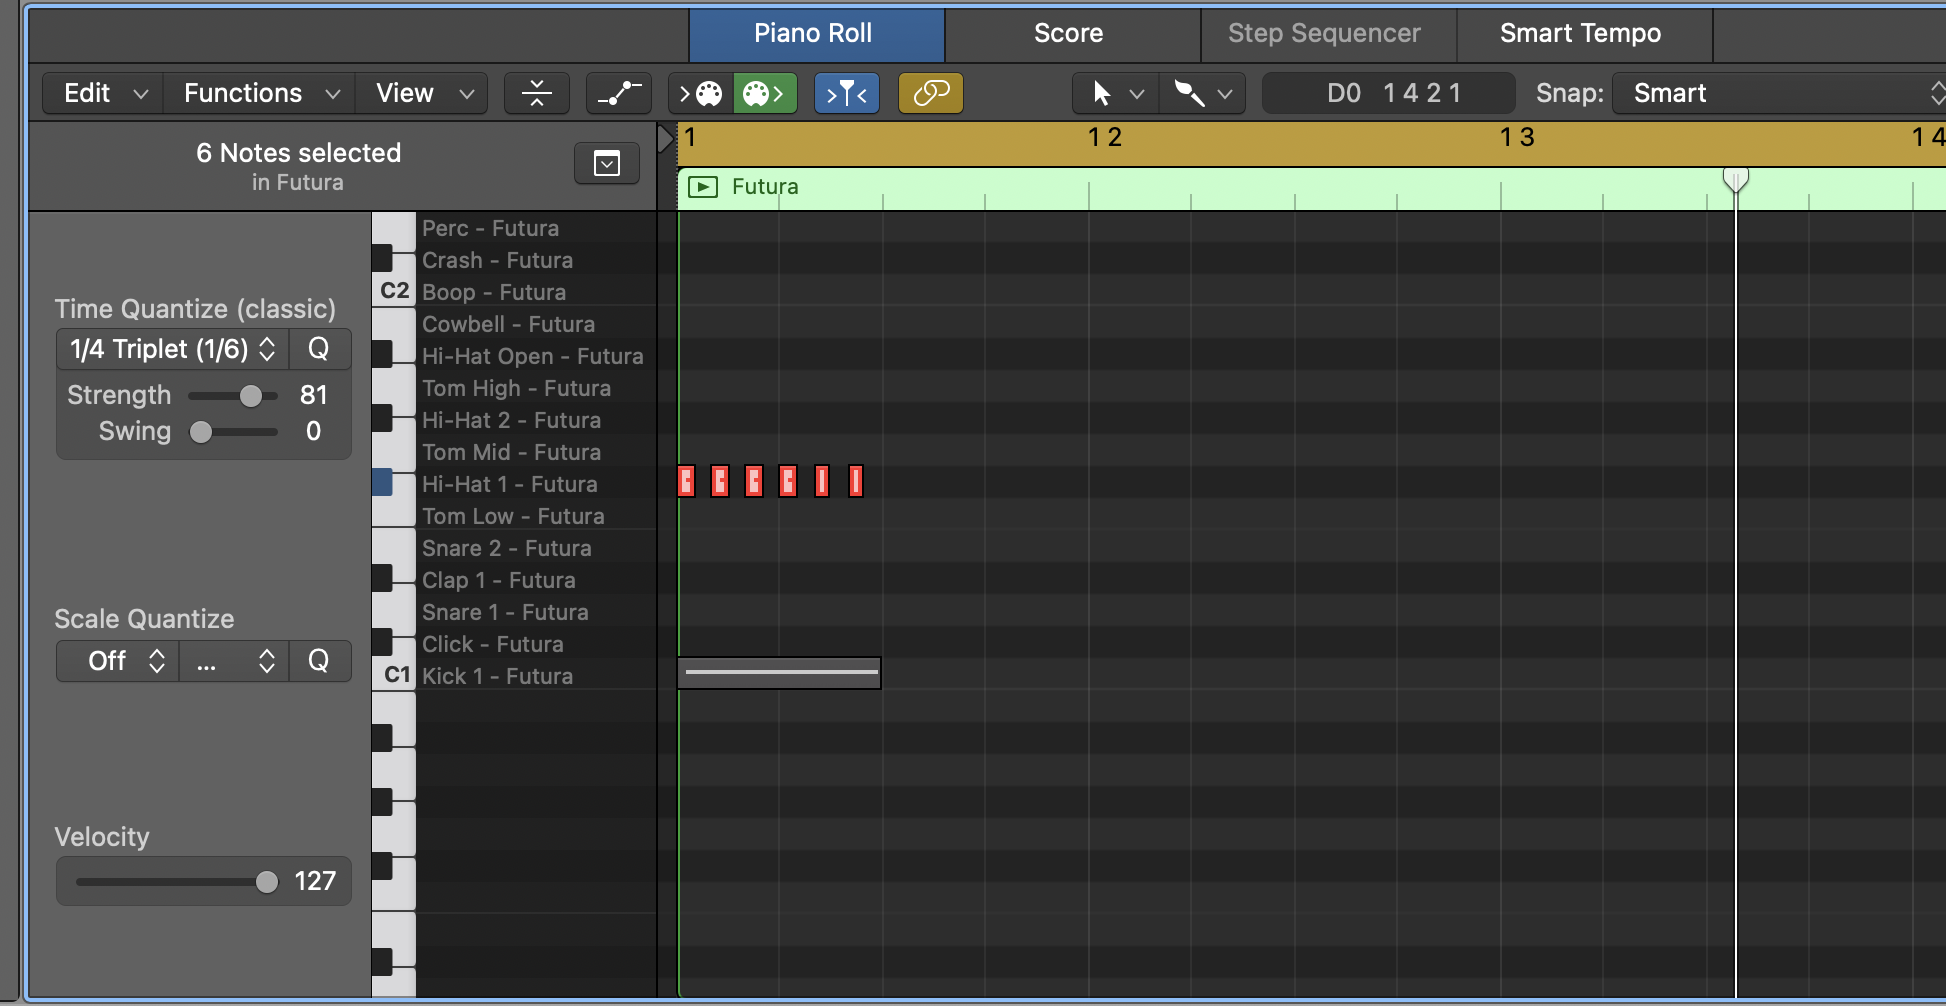 Piano Roll Score Step Sequencer Smart Tempo
Edit Functions View D0 1 4 2 1 Snap: Smart
6 Notes selected
in Futura
1 1 2 1 3 1 4
Futura
Time Quantize (classic)
1/4 Triplet (1/6) Q
Strength 81
Swing 0
Scale Quantize
Off ... Q
Velocity
127
C2
C1
Perc - Futura
Crash - Futura
Boop - Futura
Cowbell - Futura
Hi-Hat Open - Futura
Tom High - Futura
Hi-Hat 2 - Futura
Tom Mid - Futura
Hi-Hat 1 - Futura
Tom Low - Futura
Snare 2 - Futura
Clap 1 - Futura
Snare 1 - Futura
Click - Futura
Kick 1 - Futura